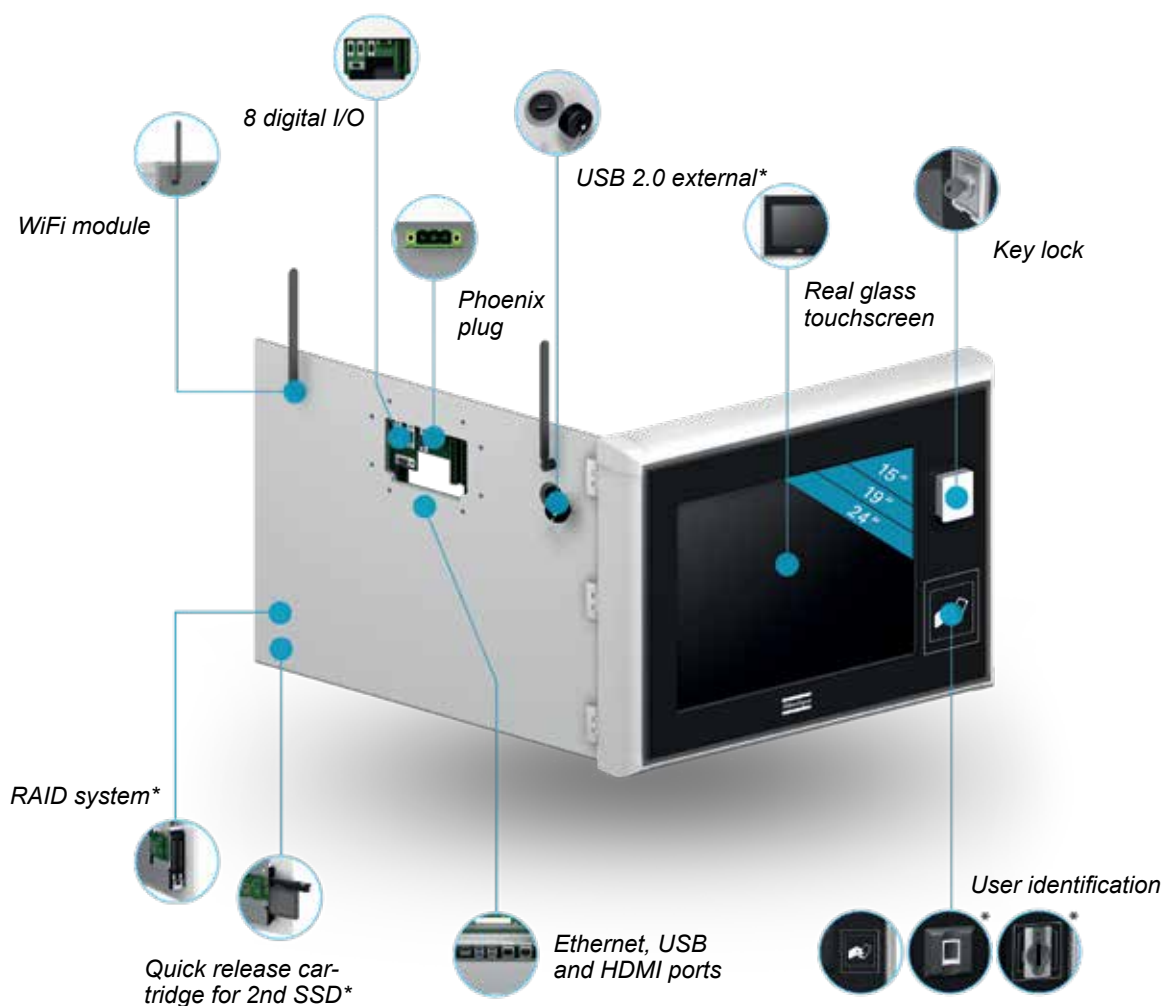 8 digital I/O
USB 2.0 external*
WiFi module
Key lock
Phoenix
plug
Real glass
touchscreen
15"
19"
24"
RAID system*
User identification
*
*
Quick release car-
tridge for 2nd SSD*
Ethernet, USB
and HDMI ports